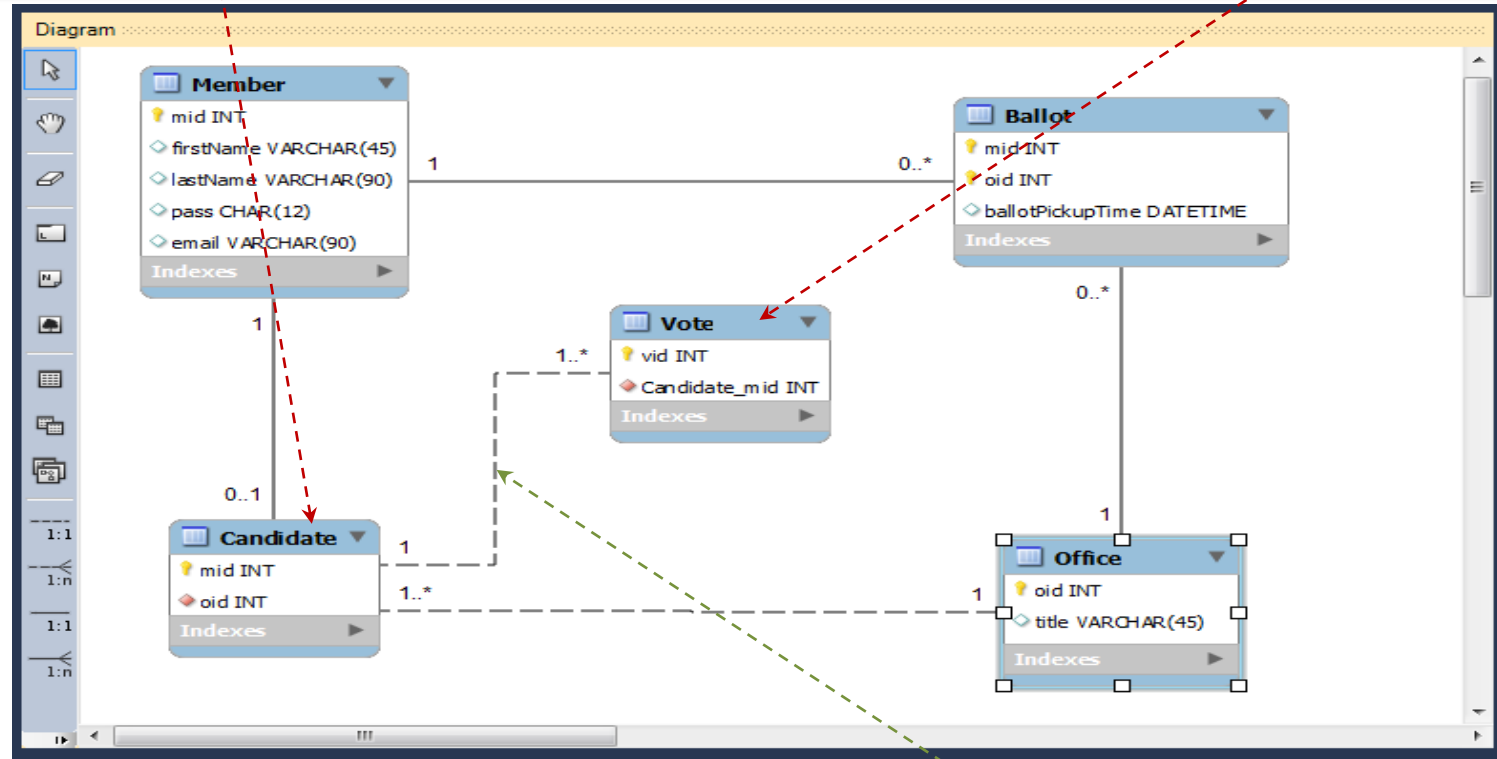 Diagram
Member
mid INT
firstName VARCHAR(45)
lastName VARCHAR(90)
pass CHAR(12)
email VARCHAR(90)
Indexes
1
0..*
Ballot
mid INT
oid INT
ballotPickupTime DATETIME
Indexes
1
0..*
Vote
vid INT
Candidate_mid INT
Indexes
1..*
0..1
1
Candidate
mid INT
oid INT
Indexes
1
1..*
1
Office
oid INT
title VARCHAR(45)
Indexes
1:1
1:n
1:1
1:n